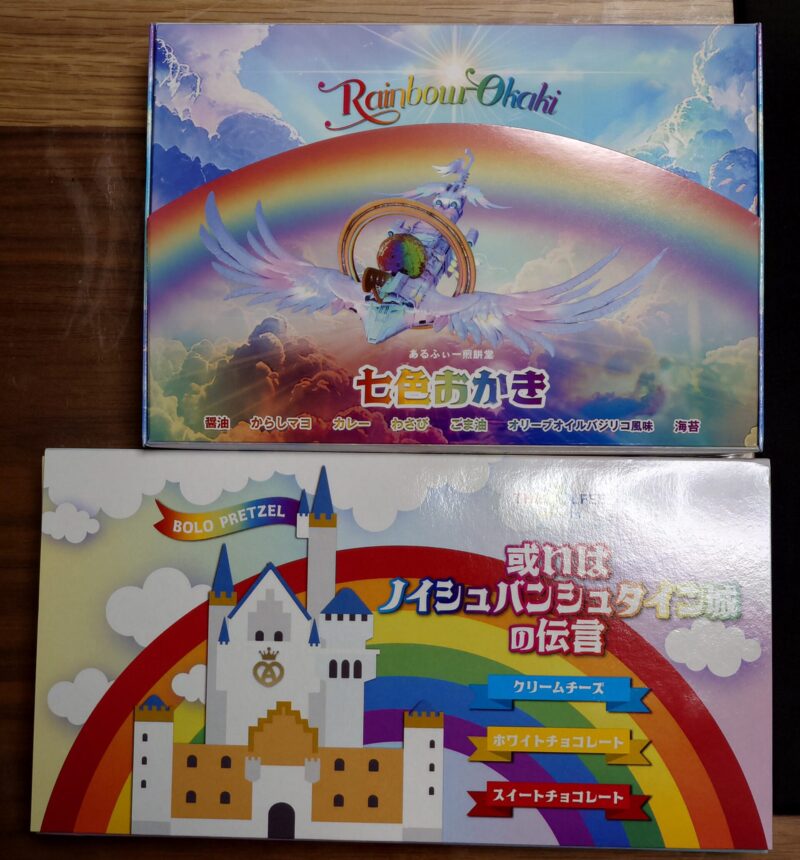 Rainbow Okaki
あるふぃー煎餅堂
七色おかき
醤油 からしマヨ カレー わさび ごま油 オリーブオイルバジリコ風味 海苔
BOLO PRETZEL
或いは
ノイシュバンシュタイン城
の伝言
クリームチーズ
ホワイトチョコレート
スイートチョコレート